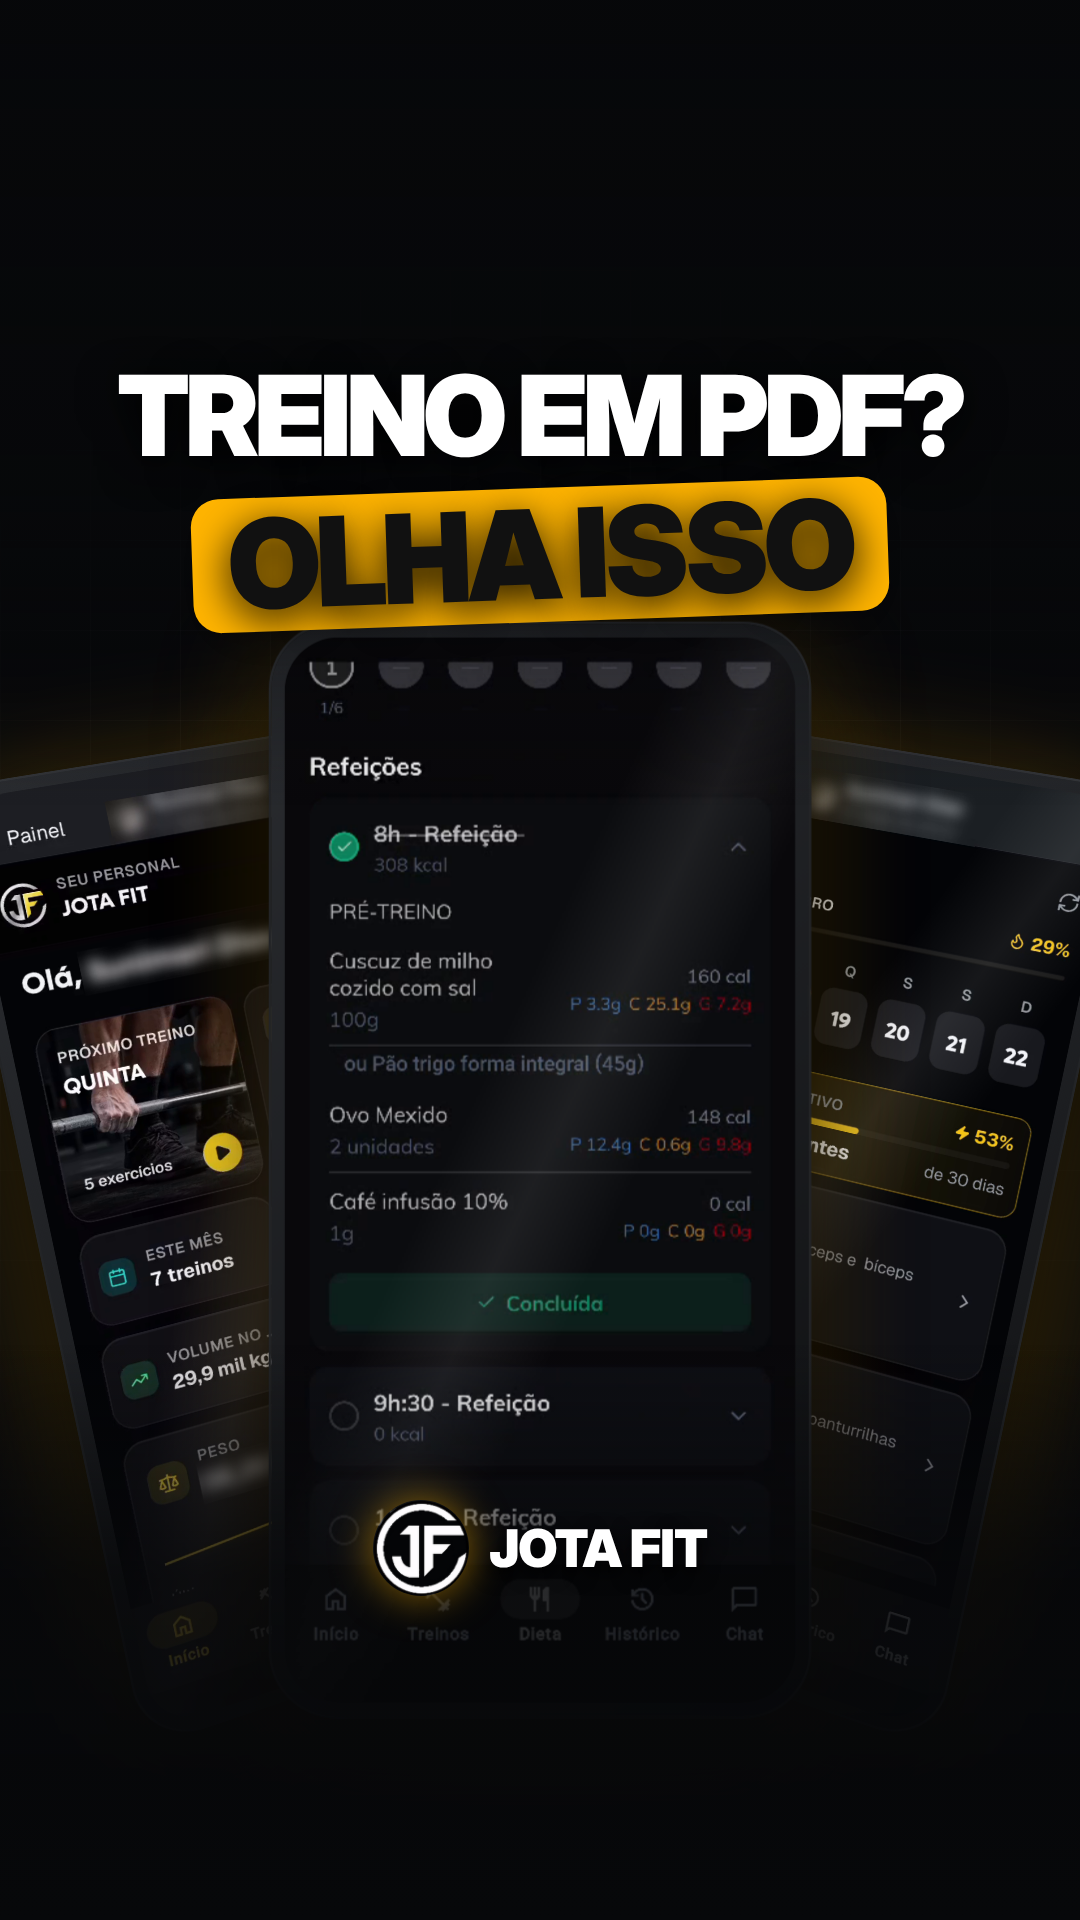 TREINO EM PDF?
OLHA ISSO
Painel
SEU PERSONAL
JOTA FIT
Olá,
PRÓXIMO TREINO
QUINTA
5 exercícios
ESTE MÊS
7 treinos
VOLUME NO ..
29,9 mil kg
PESO
Início
1
1/6
Refeições
8h - Refeição
308 kcal
PRÉ-TREINO
Cuscuz de milho
cozido com sal
160 cal
P 3.3g C 25.1g G 7.2g
100g
ou Pão trigo forma integral (45g)
Ovo Mexido
148 cal
2 unidades
P 12.4g C 0.6g G 9.8g
Café infusão 10%
0 cal
1g
P 0g C 0g G 0g
Concluída
9h:30 - Refeição
0 kcal
Refeição
JF JOTA FIT
Início Treinos Dieta Histórico Chat
RO
29%
Q S S D
19 20 21 22
TIVO
53%
ntes
de 30 dias
ceps e bíceps
panturrilhas
rico
Chat